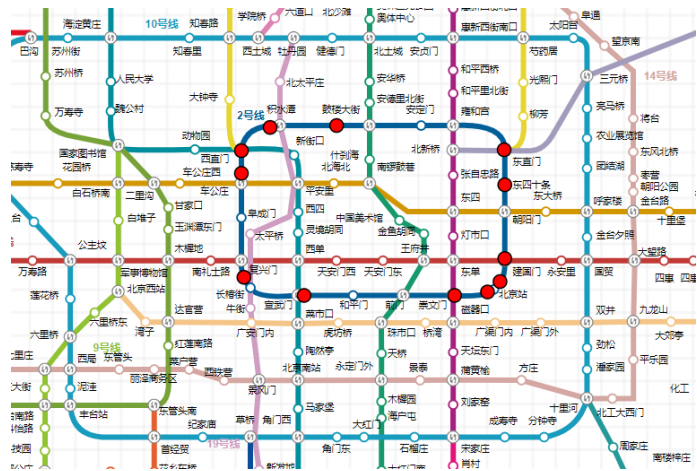 学院桥
六道口
北沙滩
奥体中心
惠新西街南口
太阳宫
阜通
望京南
海淀黄庄
10号线
知春路
巴沟
苏州街
知春里
西土城
牡丹园
健德门
北土城
安贞门
芍药居
14号线
三元桥
苏州桥
人民大学
大钟寺
北太平庄
安华桥
和平西桥
光熙门
亮马桥
万寿寺
魏公村
2号线
积水潭
鼓楼大街
安德里北街
安定门
和平里北街
雍和宫
柳芳
将台
农业展览馆
动物园
新街口
国家图书馆
西直门
什刹海
北新桥
东直门
东风北桥
花园桥
车公庄西
北海北
南锣鼓巷
张自忠路
团结湖
枣营
白石桥南
二里沟
车公庄
平安里
东四十条
朝阳公园
甘家口
西四
东四
东大桥
呼家楼
金台路
白堆子
玉渊潭东门
阜成门
灵境胡同
中国美术馆
金鱼胡同
朝阳门
十里堡
公主坟
太平桥
灯市口
金台夕照
木樨地
西单
王府井
大望路
万寿路
军事博物馆
南礼士路
复兴门
天安门西
天安门东
东单
建国门
永安里
国贸
四惠
莲花桥
北京西站
长椿街
宣武门
和平门
前门
崇文门
北京站
牛街
菜市口
磁器口
双井
九龙山
六里桥东
达官营
湾子
广安门内
虎坊桥
珠市口
桥湾
广渠门内
广渠门外
大郊亭
六里桥
9号线
红莲南路
陶然亭
天桥
天坛东门
劲松
平乐园
西局
东管头
菜户营
西铁营
北京南站
永定门外
景泰
蒲黄榆
方庄
潘家园
丽泽商务区
景风门
化工
泥洼
马家堡
木樨园
刘家窑
十里河
北工大西门
丰台站
东管头南
海户屯
纪家庙
草桥
角门西
大红门
成寿寺
分钟寺
首经贸
19号线
角门东
石榴庄
宋家庄
周家庄
肖村
南楼梓庄